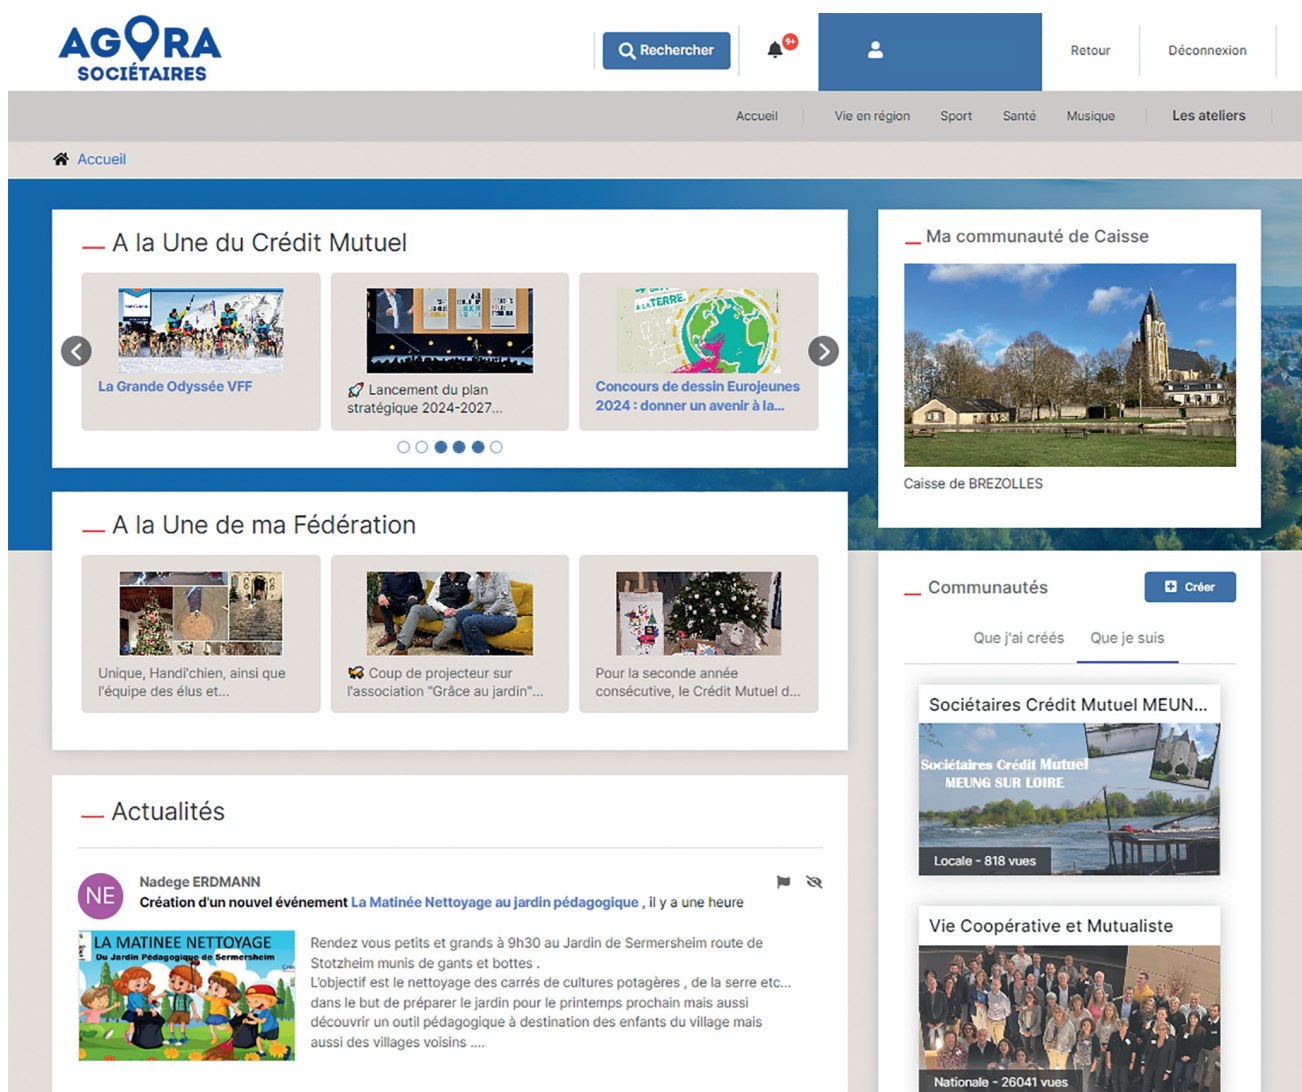 AGORA
SOCIÉTAIRES
Rechercher
9+
Retour
Déconnexion
Accueil
Vie en région
Sport
Santé
Musique
Les ateliers
Accueil
A la Une du Crédit Mutuel
La Grande Odyssée VFF
Lancement du plan
stratégique 2024-2027...
À LA TERRE.
Concours de dessin Eurojeunes
2024 : donner un avenir à la...
Ma communauté de Caisse
Caisse de BREZOLLES
A la Une de ma Fédération
Unique, Handi'chien, ainsi que
l'équipe des élus et...
Coup de projecteur sur
l'association "Grâce au jardin"...
Pour la seconde année
consécutive, le Crédit Mutuel d...
Communautés
Créer
Que j'ai créés
Que je suis
Sociétaires Crédit Mutuel MEUN...
Sociétaires Crédit Mutuel
MEUNG SUR LOIRE
Locale - 818 vues
Vie Coopérative et Mutualiste
Nationale - 26041 vues
Actualités
NE
Nadege ERDMANN
Création d'un nouvel événement La Matinée Nettoyage au jardin pédagogique , il y a une heure
LA MATINEE NETTOYAGE
Du Jardin Pédagogique de Sermersheim
Rendez vous petits et grands à 9h30 au Jardin de Sermersheim route de
Stotzheim munis de gants et bottes .
L'objectif est le nettoyage des carrés de cultures potagères , de la serre etc...
dans le but de préparer le jardin pour le printemps prochain mais aussi
découvrir un outil pédagogique à destination des enfants du village mais
aussi des villages voisins ....